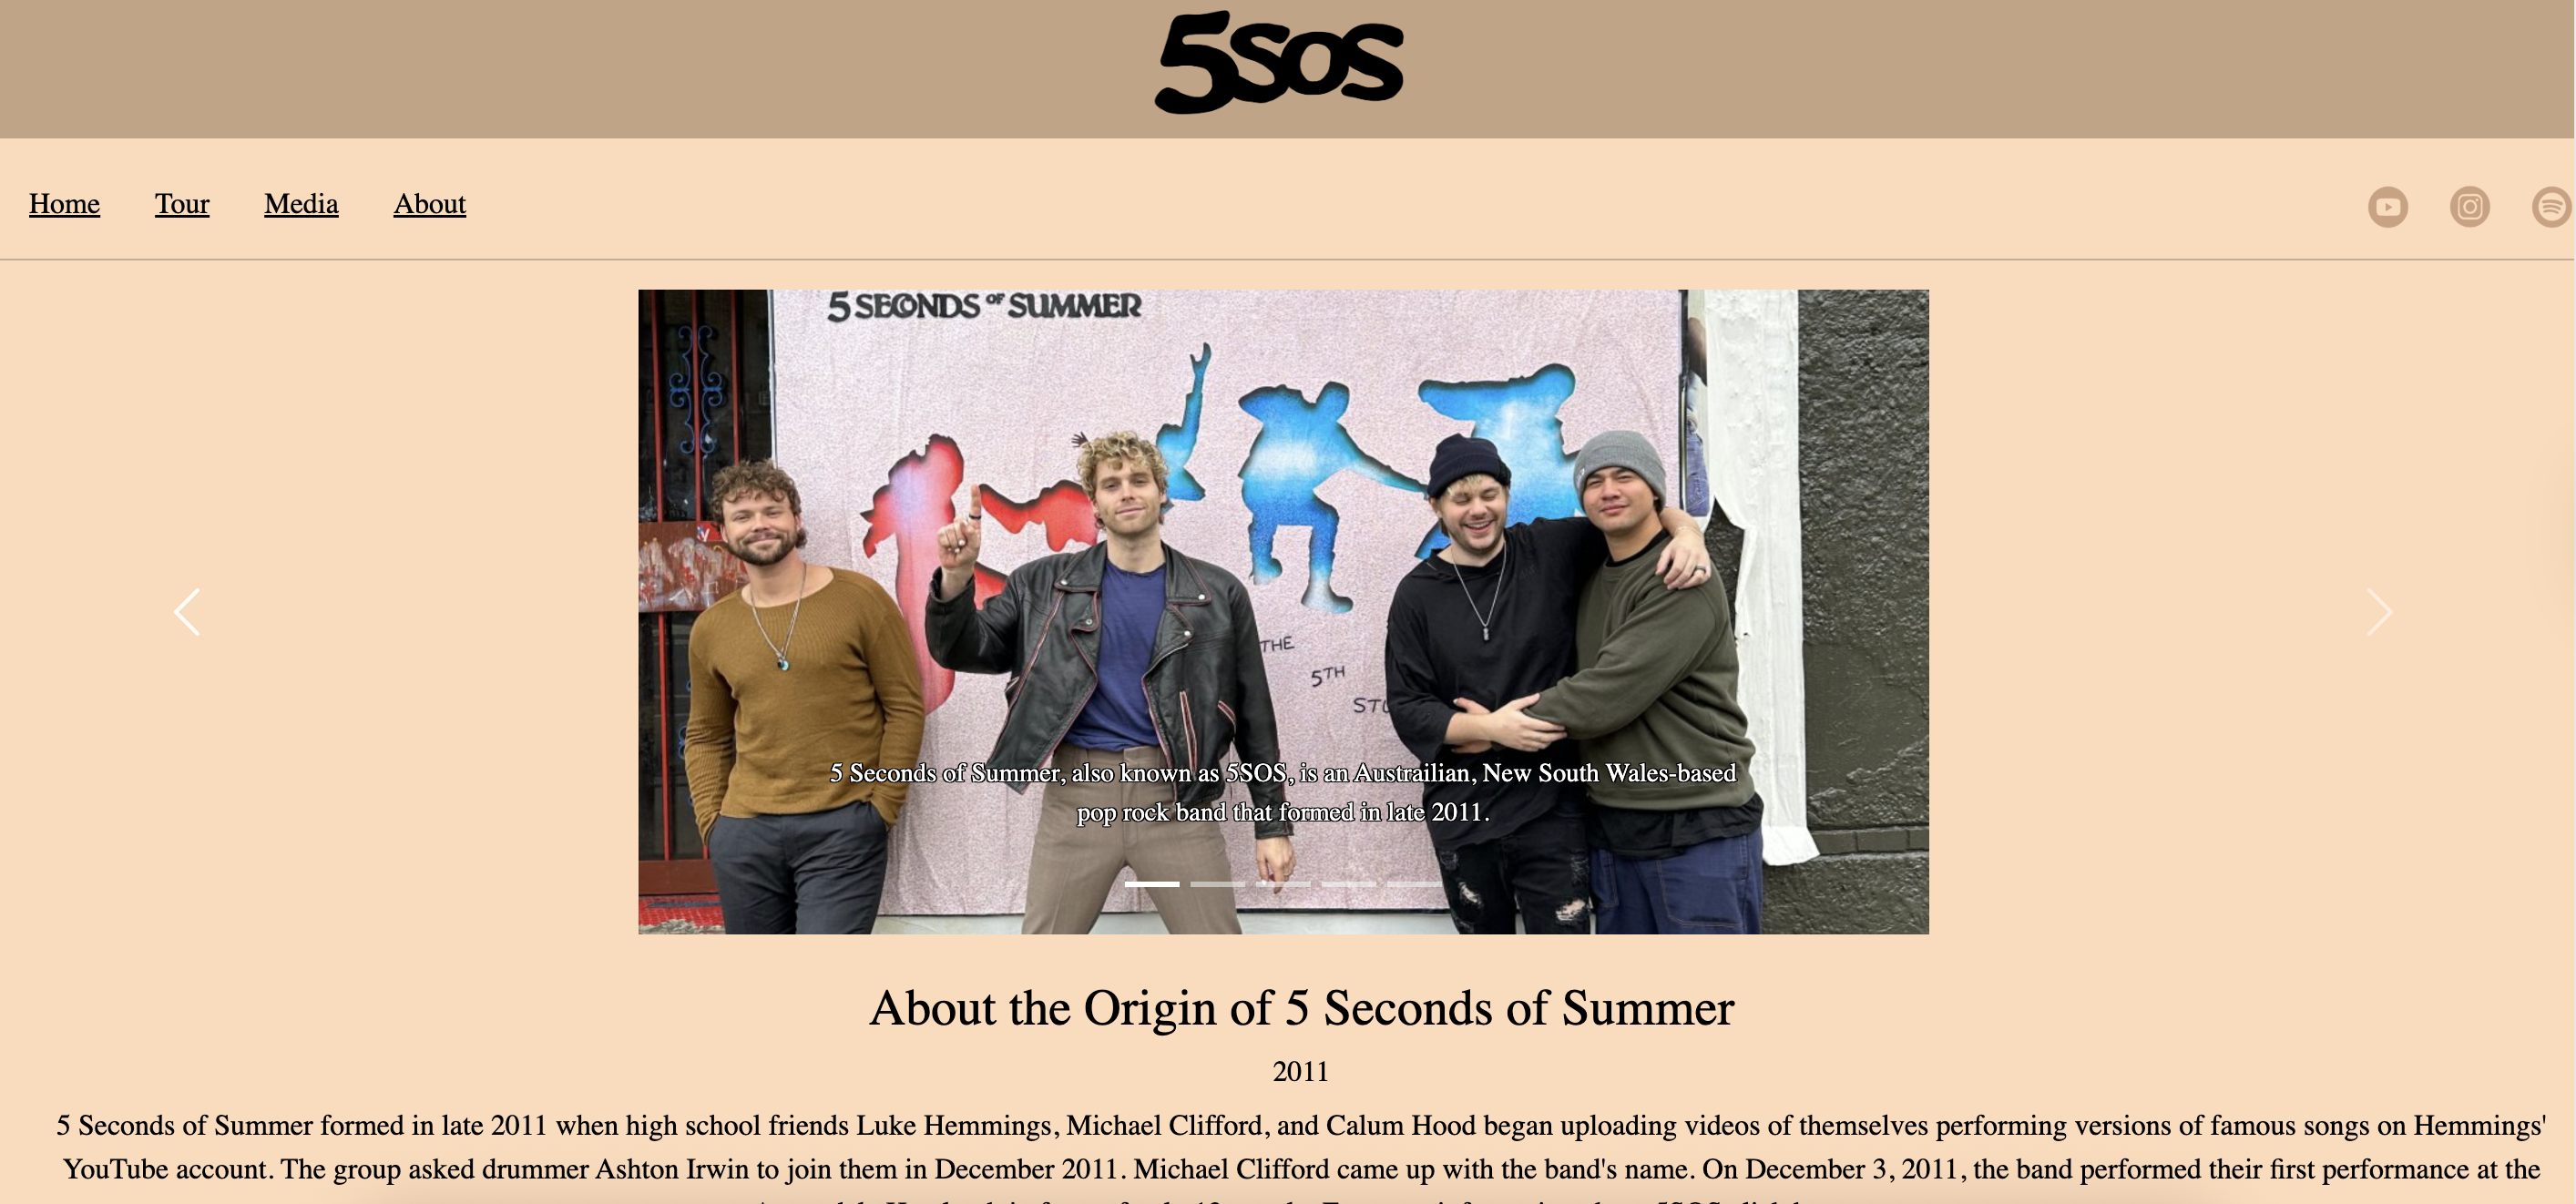 5SOS
Home Tour Media About
5 SECONDS OF SUMMER
THE
5TH
5 Seconds of Summer, also known as 5SOS, is an Austrailian, New South Wales-based
pop rock band that formed in late 2011.
About the Origin of 5 Seconds of Summer
2011
5 Seconds of Summer formed in late 2011 when high school friends Luke Hemmings, Michael Clifford, and Calum Hood began uploading videos of themselves performing versions of famous songs on Hemmings'
YouTube account. The group asked drummer Ashton Irwin to join them in December 2011. Michael Clifford came up with the band's name. On December 3, 2011, the band performed their first performance at the